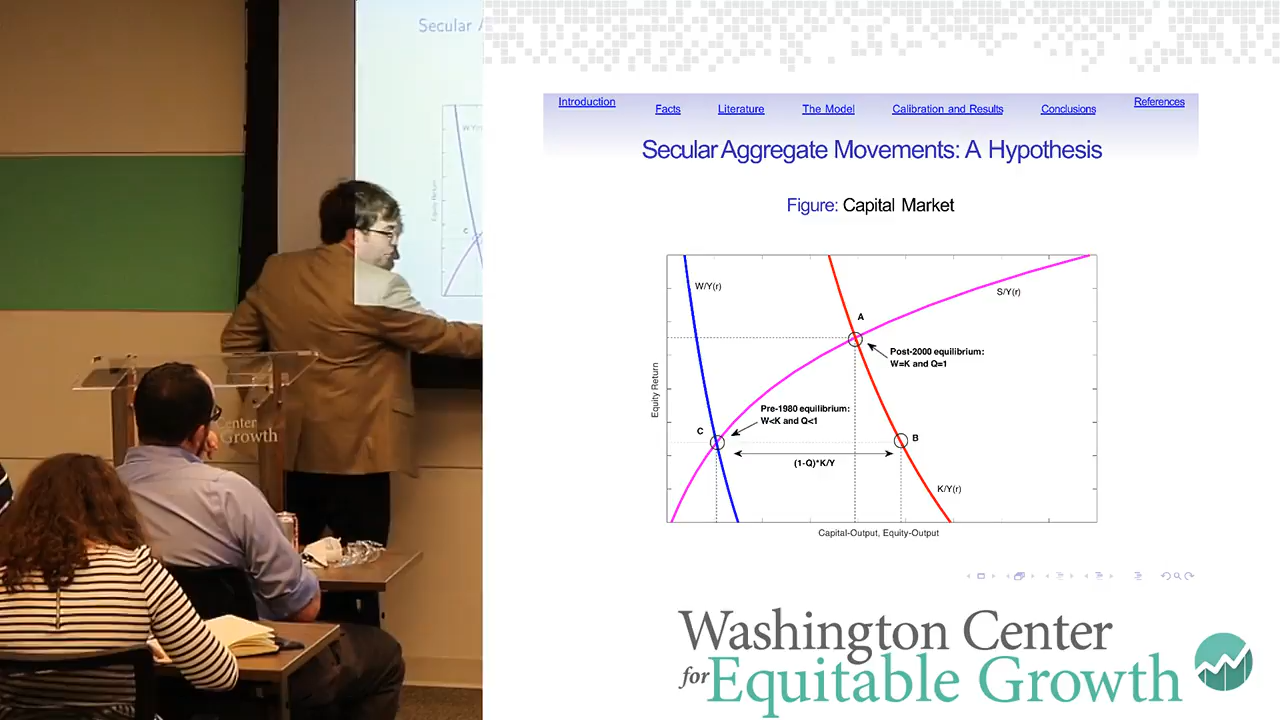 Secular A
W/Y(r)
Equity Return
C
Center
Growth
Introduction
Facts
Literature
The Model
Calibration and Results
Conclusions
References
Secular Aggregate Movements: A Hypothesis
Figure: Capital Market
W/Y(r)
S/Y(r)
A
Post-2000 equilibrium:
W=K and Q=1
Equity Return
Pre-1980 equilibrium:
W<K and Q<1
C
B
(1-Q)*K/Y
K/Y(r)
Capital-Output, Equity-Output
Washington Center
for Equitable Growth